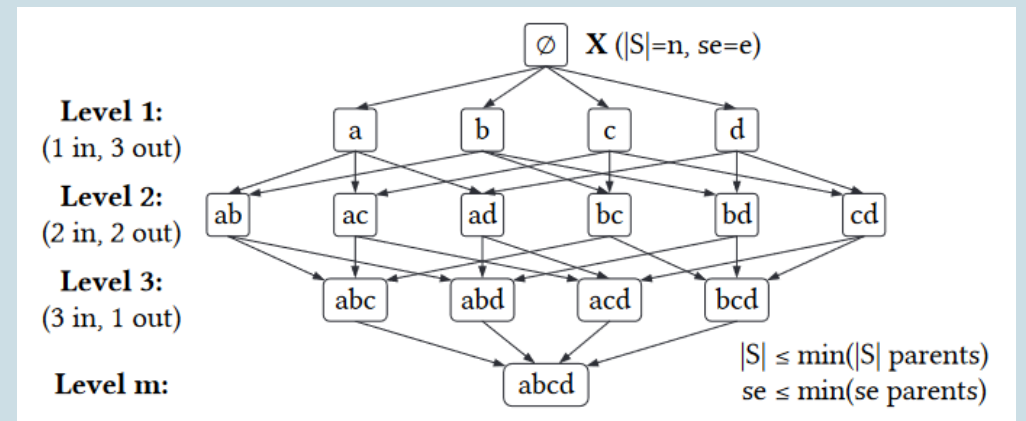 ∅ X (|S|=n, se=e)
Level 1:
(1 in, 3 out)
a b c d
Level 2:
(2 in, 2 out)
ab ac ad bc bd cd
Level 3:
(3 in, 1 out)
abc abd acd bcd
|S| ≤ min(|S| parents)
Level m:
abcd
se ≤ min(se parents)